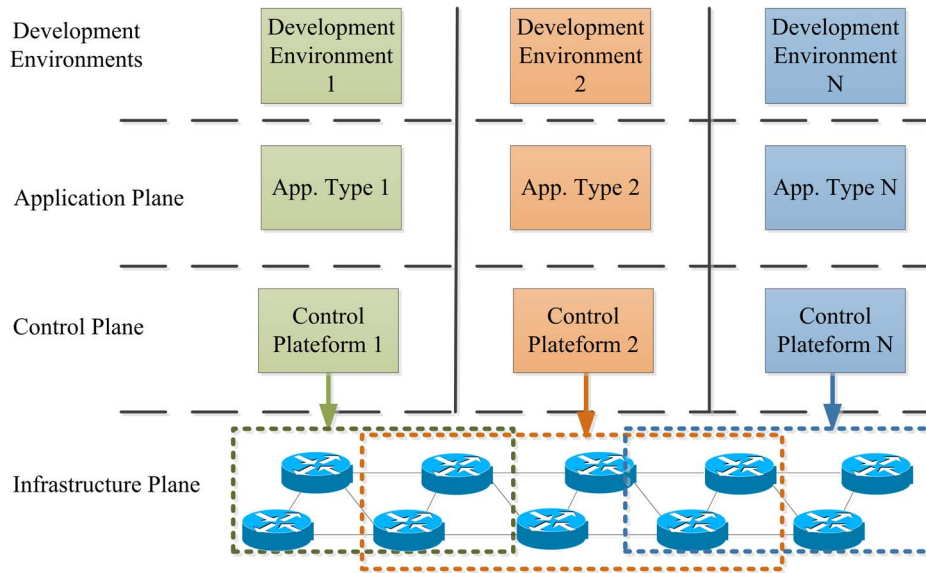 Development
Environments
Development
Environment
1
Development
Environment
2
Development
Environment
N
Application Plane
App. Type 1
App. Type 2
App. Type N
Control Plane
Control
Plateform 1
Control
Plateform 2
Control
Plateform N
Infrastructure Plane